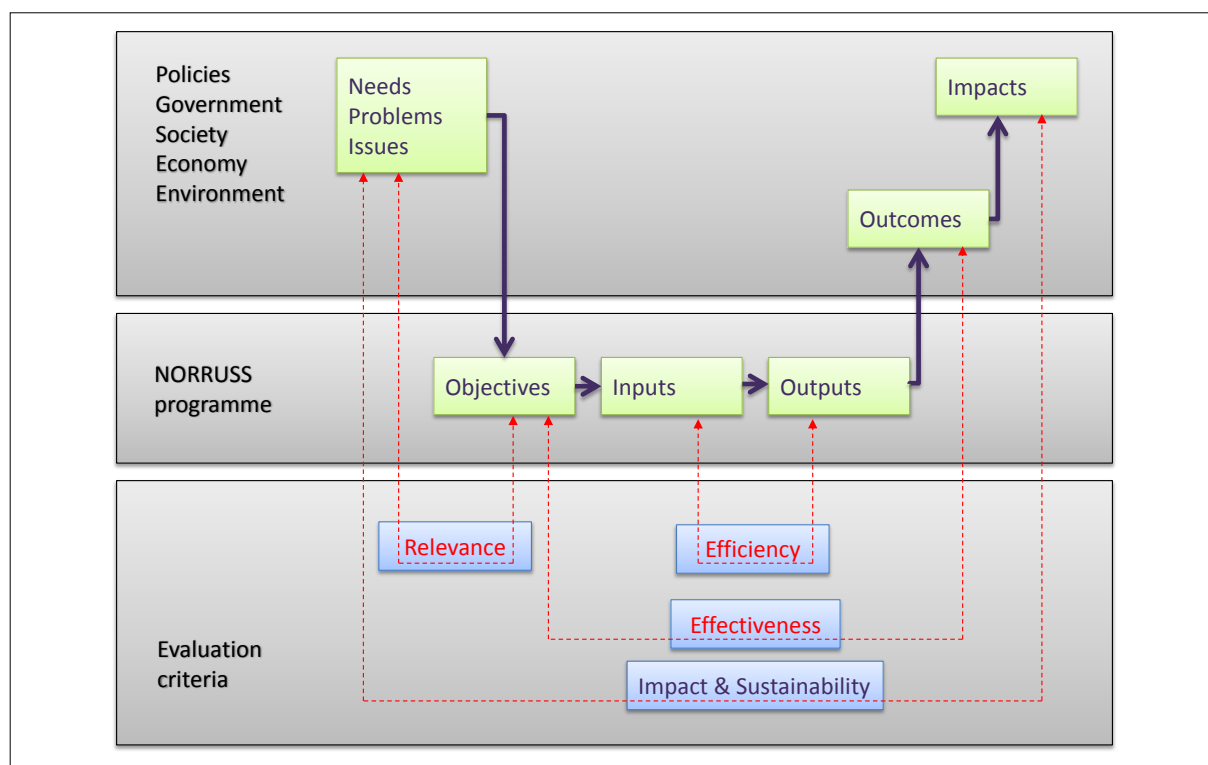 Policies
Government
Society
Economy
Environment
Needs
Problems
Issues
Impacts
Outcomes
NORRUSS
programme
Objectives
Inputs
Outputs
Relevance
Efficiency
Effectiveness
Evaluation
criteria
Impact & Sustainability